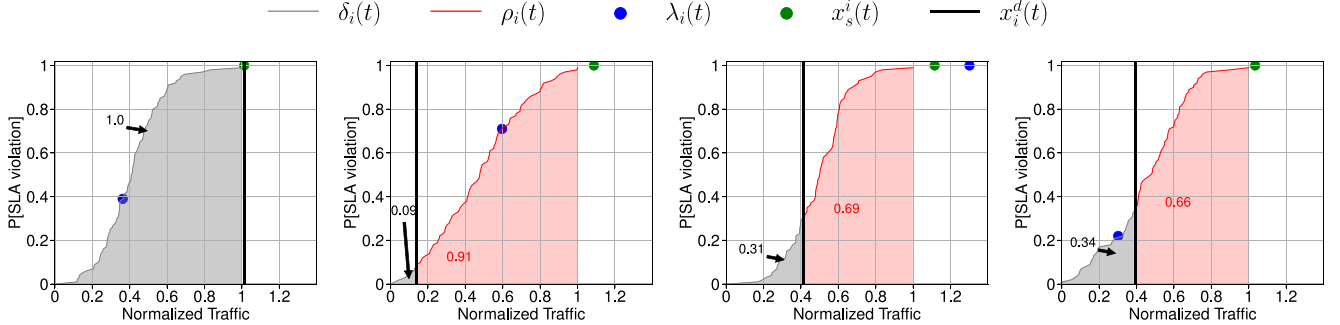 δᵢ(t) ρᵢ(t) λᵢ(t) xₛⁱ(t) xᵢᵈ(t)
P[SLA violation]
1
0.8
0.6
0.4
0.2
0
1.0
0 0.2 0.4 0.6 0.8 1 1.2
Normalized Traffic
P[SLA violation]
1
0.8
0.6
0.4
0.2
0
0.09
0.91
0 0.2 0.4 0.6 0.8 1 1.2
Normalized Traffic
P[SLA violation]
1
0.8
0.6
0.4
0.2
0
0.69
0.31
0 0.2 0.4 0.6 0.8 1 1.2
Normalized Traffic
P[SLA violation]
1
0.8
0.6
0.4
0.2
0
0.66
0.34
0 0.2 0.4 0.6 0.8 1 1.2
Normalized Traffic